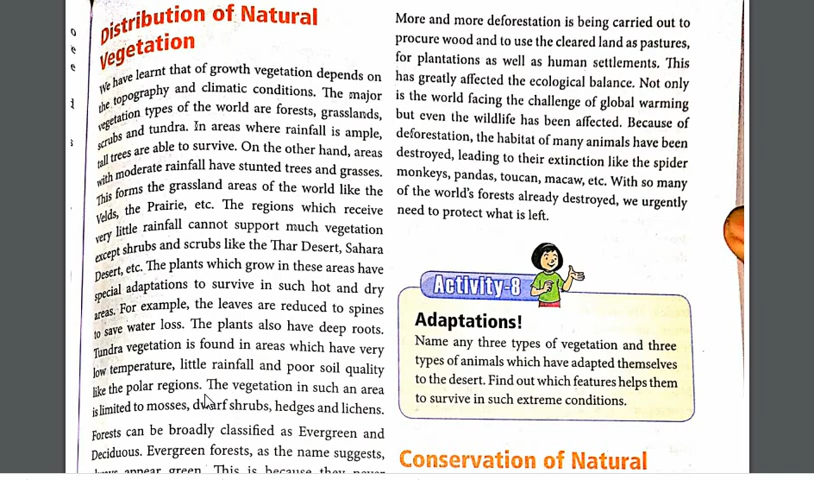 Distribution of Natural
Vegetation
We have learnt that of growth vegetation depends on
the topography and climatic conditions. The major
vegetation types of the world are forests, grasslands,
scrubs and tundra. In areas where rainfall is ample,
tall trees are able to survive. On the other hand, areas
with moderate rainfall have stunted trees and grasses.
This forms the grassland areas of the world like the
Velds, the Prairie, etc. The regions which receive
very little rainfall cannot support much vegetation
except shrubs and scrubs like the Thar Desert, Sahara
Desert, etc. The plants which grow in these areas have
special adaptations to survive in such hot and dry
areas. For example, the leaves are reduced to spines
to save water loss. The plants also have deep roots.
Tundra vegetation is found in areas which have very
low temperature, little rainfall and poor soil quality
like the polar regions. The vegetation in such an area
is limited to mosses, dwarf shrubs, hedges and lichens.
Forests can be broadly classified as Evergreen and
Deciduous. Evergreen forests, as the name suggests,
appear green. This is because they never
More and more deforestation is being carried out to
procure wood and to use the cleared land as pastures,
for plantations as well as human settlements. This
has greatly affected the ecological balance. Not only
is the world facing the challenge of global warming
but even the wildlife has been affected. Because of
deforestation, the habitat of many animals have been
destroyed, leading to their extinction like the spider
monkeys, pandas, toucan, macaw, etc. With so many
of the world's forests already destroyed, we urgently
need to protect what is left.
Activity-8
Adaptations!
Name any three types of vegetation and three
types of animals which have adapted themselves
to the desert. Find out which features helps them
to survive in such extreme conditions.
Conservation of Natural